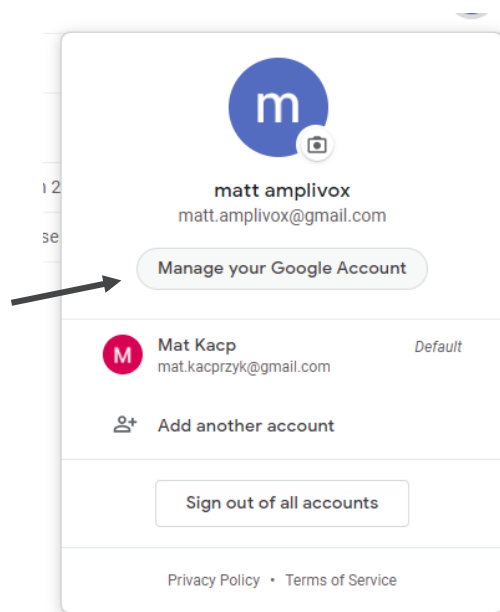 m
matt amplivox
matt.amplivox@gmail.com
Manage your Google Account
M
Mat Kacp
Default
mat.kacprzyk@gmail.com
Add another account
Sign out of all accounts
Privacy Policy • Terms of Service